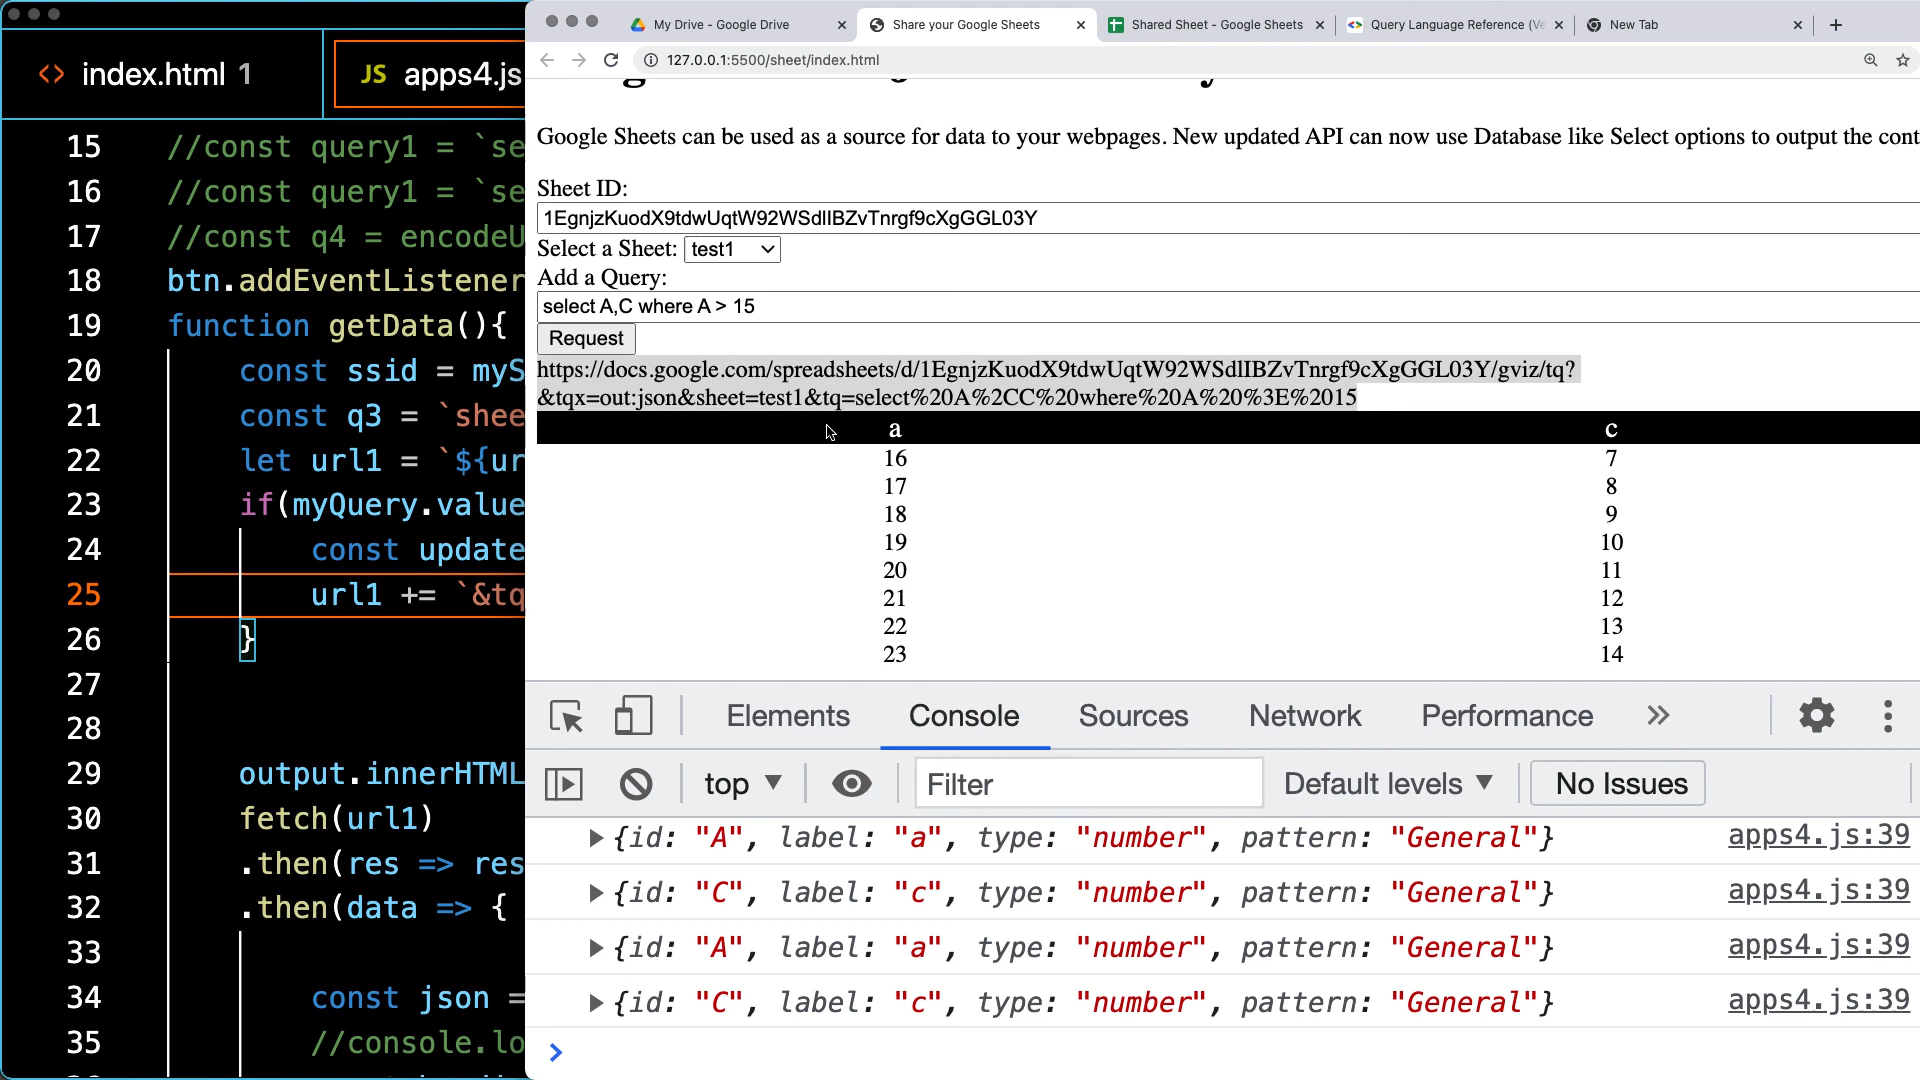 index.html 1
JS apps4.js
15 //const query1 = `se
16 //const query1 = `se
17 //const q4 = encodeU
18 btn.addEventListener
19 function getData(){
20 const ssid = myS
21 const q3 = `shee
22 let url1 = `${ur
23 if(myQuery.value
24 const update
25 url1 += `&tq
26 }
27
28
29 output.innerHTML
30 fetch(url1)
31 .then(res => res
32 .then(data => {
33
34 const json =
35 //console.lo
My Drive - Google Drive
Share your Google Sheets
Shared Sheet - Google Sheets
Query Language Reference (Ve
New Tab
127.0.0.1:5500/sheet/index.html
Google Sheets can be used as a source for data to your webpages. New updated API can now use Database like Select options to output the cont
Sheet ID:
1EgnjzKuodX9tdwUqtW92WSdlIBZvTnrgf9cXgGGL03Y
Select a Sheet: test1
Add a Query:
select A,C where A > 15
Request
https://docs.google.com/spreadsheets/d/1EgnjzKuodX9tdwUqtW92WSdlIBZvTnrgf9cXgGGL03Y/gviz/tq?
&tqx=out:json&sheet=test1&tq=select%20A%2CC%20where%20A%20%3E%2015
a c
16 7
17 8
18 9
19 10
20 11
21 12
22 13
23 14
Elements Console Sources Network Performance
top Filter Default levels No Issues
{id: "A", label: "a", type: "number", pattern: "General"} apps4.js:39
{id: "C", label: "c", type: "number", pattern: "General"} apps4.js:39
{id: "A", label: "a", type: "number", pattern: "General"} apps4.js:39
{id: "C", label: "c", type: "number", pattern: "General"} apps4.js:39